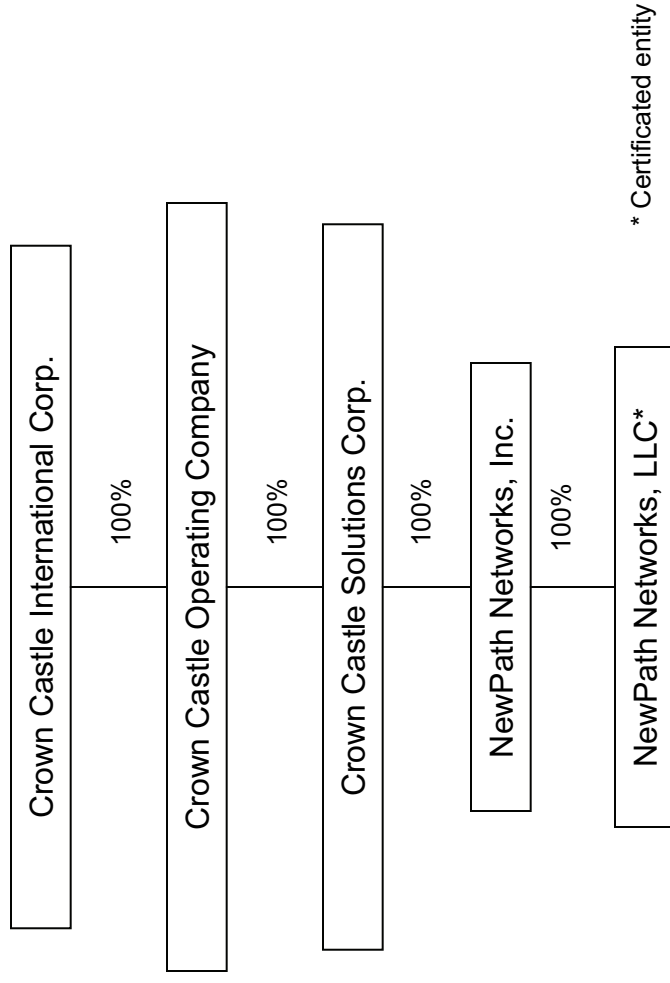 Crown Castle International Corp.
100%
Crown Castle Operating Company
100%
Crown Castle Solutions Corp.
100%
NewPath Networks, Inc.
100%
NewPath Networks, LLC*
* Certificated entity